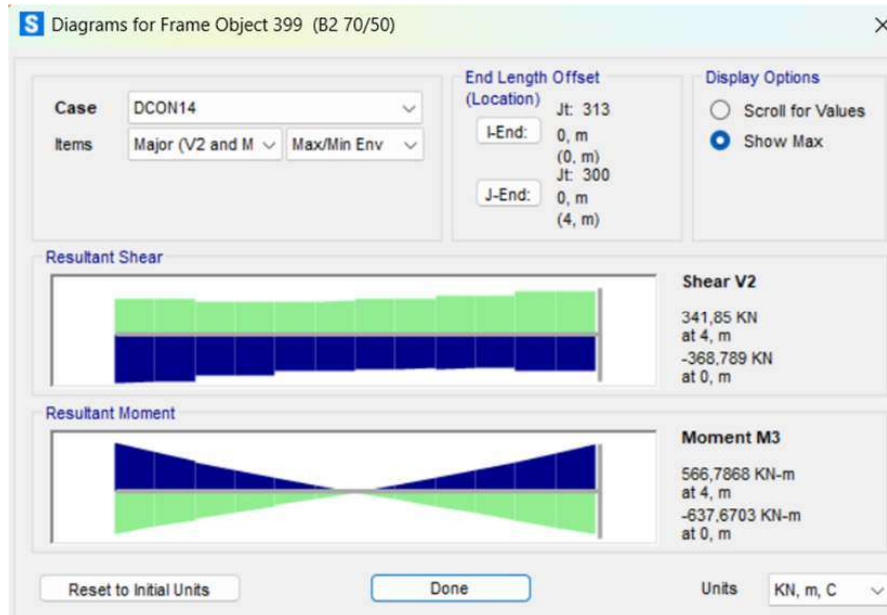 S Diagrams for Frame Object 399 (B2 70/50)
Case DCON14
Items Major (V2 and M Max/Min Env
End Length Offset
(Location)
Jt: 313
I-End: 0, m
(0, m)
Jt: 300
J-End: 0, m
(4, m)
Display Options
Scroll for Values
Show Max
Resultant Shear
Shear V2
341,85 KN
at 4, m
-368,789 KN
at 0, m
Resultant Moment
Moment M3
566,7868 KN-m
at 4, m
-637,6703 KN-m
at 0, m
Reset to Initial Units Done Units KN, m, C